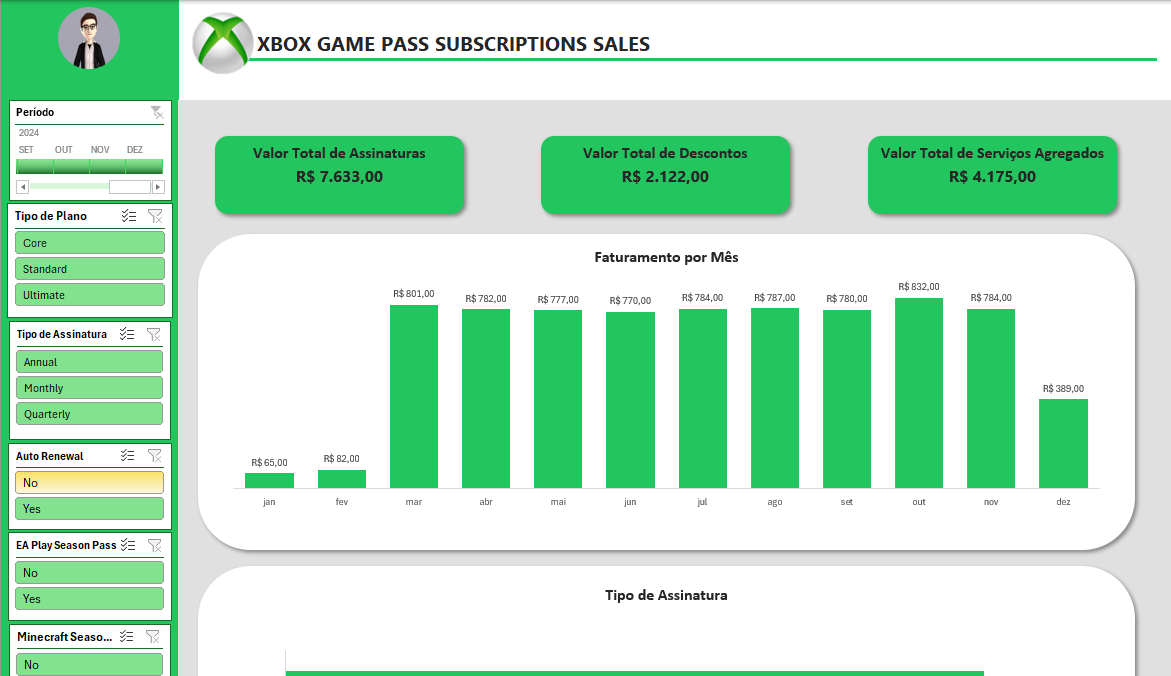 XBOX GAME PASS SUBSCRIPTIONS SALES
Período
2024
SET OUT NOV DEZ
Tipo de Plano
Core
Standard
Ultimate
Tipo de Assinatura
Annual
Monthly
Quarterly
Auto Renewal
No
Yes
EA Play Season Pass
No
Yes
Minecraft Seaso...
No
Valor Total de Assinaturas
R$ 7.633,00
Valor Total de Descontos
R$ 2.122,00
Valor Total de Serviços Agregados
R$ 4.175,00
Faturamento por Mês
R$ 65,00 R$ 82,00 R$ 801,00 R$ 782,00 R$ 777,00 R$ 770,00 R$ 784,00 R$ 787,00 R$ 780,00 R$ 832,00 R$ 784,00 R$ 389,00
jan fev mar abr mai jun jul ago set out nov dez
Tipo de Assinatura